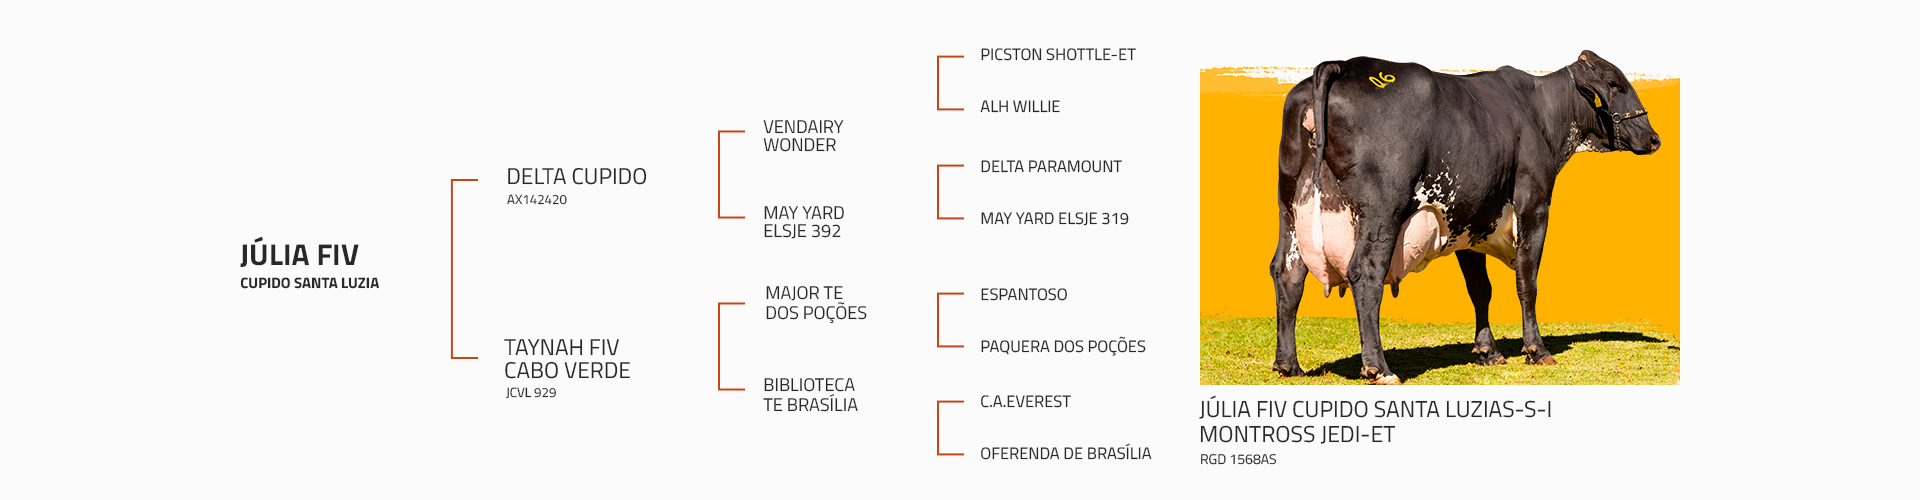 JÚLIA FIV
CUPIDO SANTA LUZIA
DELTA CUPIDO
AX142420
TAYNAH FIV
CABO VERDE
JCVL 929
VENDAIRY
WONDER
MAY YARD
ELSJE 392
MAJOR TE
DOS POÇÕES
BIBLIOTECA
TE BRASÍLIA
PICSTON SHOTTLE-ET
ALH WILLIE
DELTA PARAMOUNT
MAY YARD ELSJE 319
ESPANTOSO
PAQUERA DOS POÇÕES
C.A.EVEREST
OFERENDA DE BRASÍLIA
JÚLIA FIV CUPIDO SANTA LUZIAS-S-I
MONTROSS JEDI-ET
RGD 1568AS